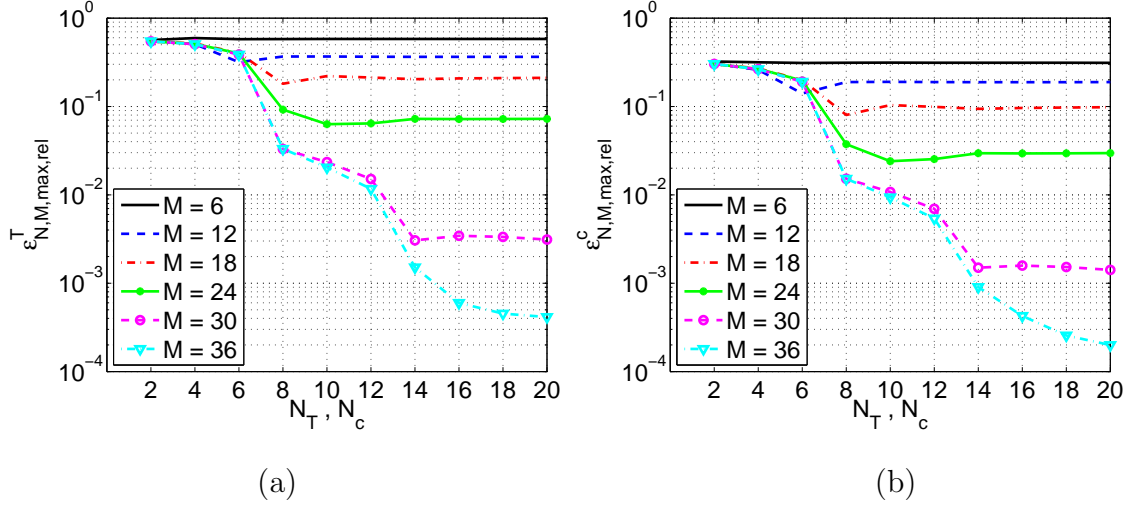 10^0
10^−1
10^−2
10^−3
10^−4
ε^T_N,M,max,rel
M = 6
M = 12
M = 18
M = 24
M = 30
M = 36
2 4 6 8 10 12 14 16 18 20
N_T , N_c
(a)
10^0
10^−1
10^−2
10^−3
10^−4
ε^c_N,M,max,rel
M = 6
M = 12
M = 18
M = 24
M = 30
M = 36
2 4 6 8 10 12 14 16 18 20
N_T , N_c
(b)